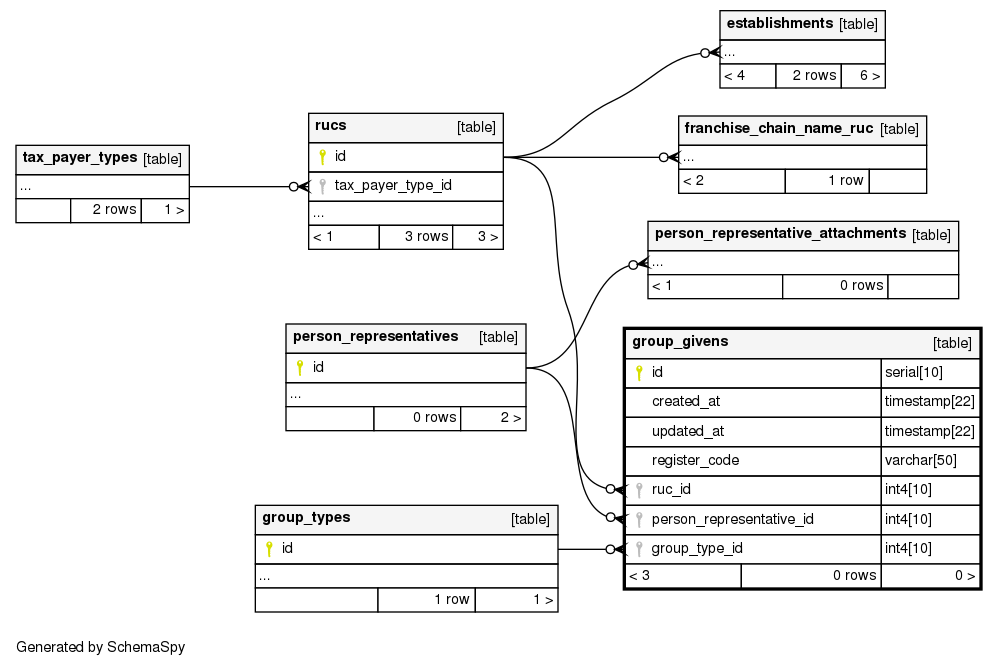 establishments [table]
...
< 4 2 rows 6 >
rucs [table]
id
tax_payer_type_id
...
< 1 3 rows 3 >
franchise_chain_name_ruc [table]
...
< 2 1 row
tax_payer_types [table]
...
2 rows 1 >
person_representative_attachments [table]
...
< 1 0 rows
person_representatives [table]
id
...
0 rows 2 >
group_givens [table]
id serial[10]
created_at timestamp[22]
updated_at timestamp[22]
register_code varchar[50]
ruc_id int4[10]
person_representative_id int4[10]
group_type_id int4[10]
< 3 0 rows 0 >
group_types [table]
id
...
1 row 1 >
Generated by SchemaSpy